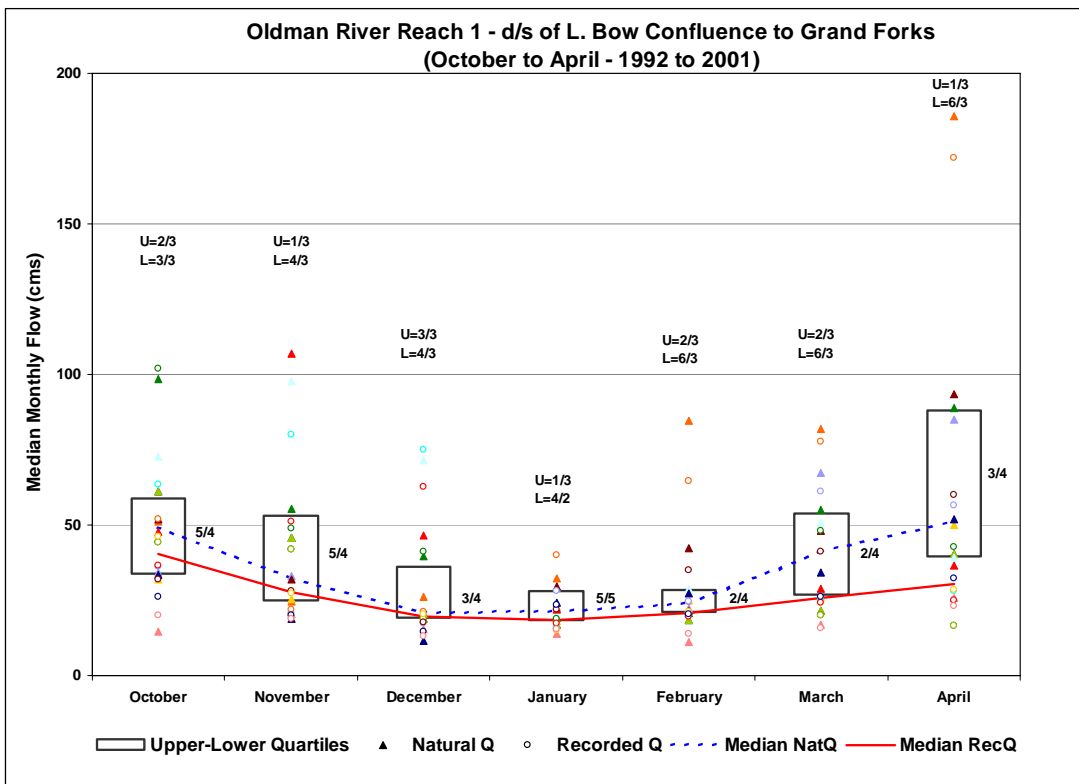 Oldman River Reach 1 - d/s of L. Bow Confluence to Grand Forks
(October to April - 1992 to 2001)
Median Monthly Flow (cms)
200
150
100
50
0
U=2/3
L=3/3
5/4
U=1/3
L=4/3
5/4
U=3/3
L=4/3
3/4
U=1/3
L=4/2
5/5
U=2/3
L=6/3
2/4
U=2/3
L=6/3
2/4
U=1/3
L=6/3
3/4
October November December January February March April
Upper-Lower Quartiles Natural Q Recorded Q Median NatQ Median RecQ